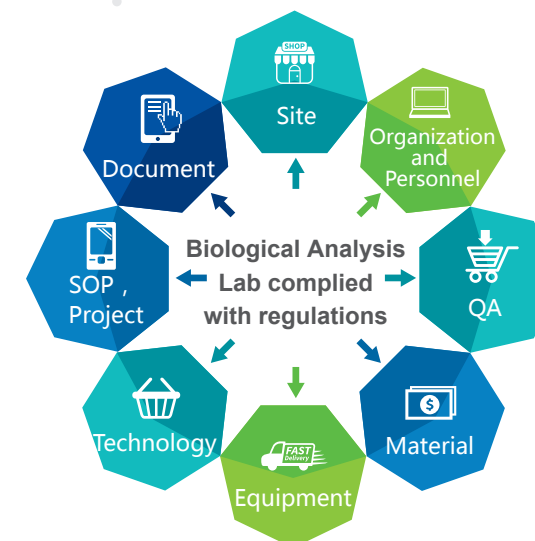 SHOP
Site
Organization
and
Personnel
Document
Biological Analysis
Lab complied
with regulations
SOP ,
Project
QA
Technology
Material
$
FAST
Delivery
Equipment